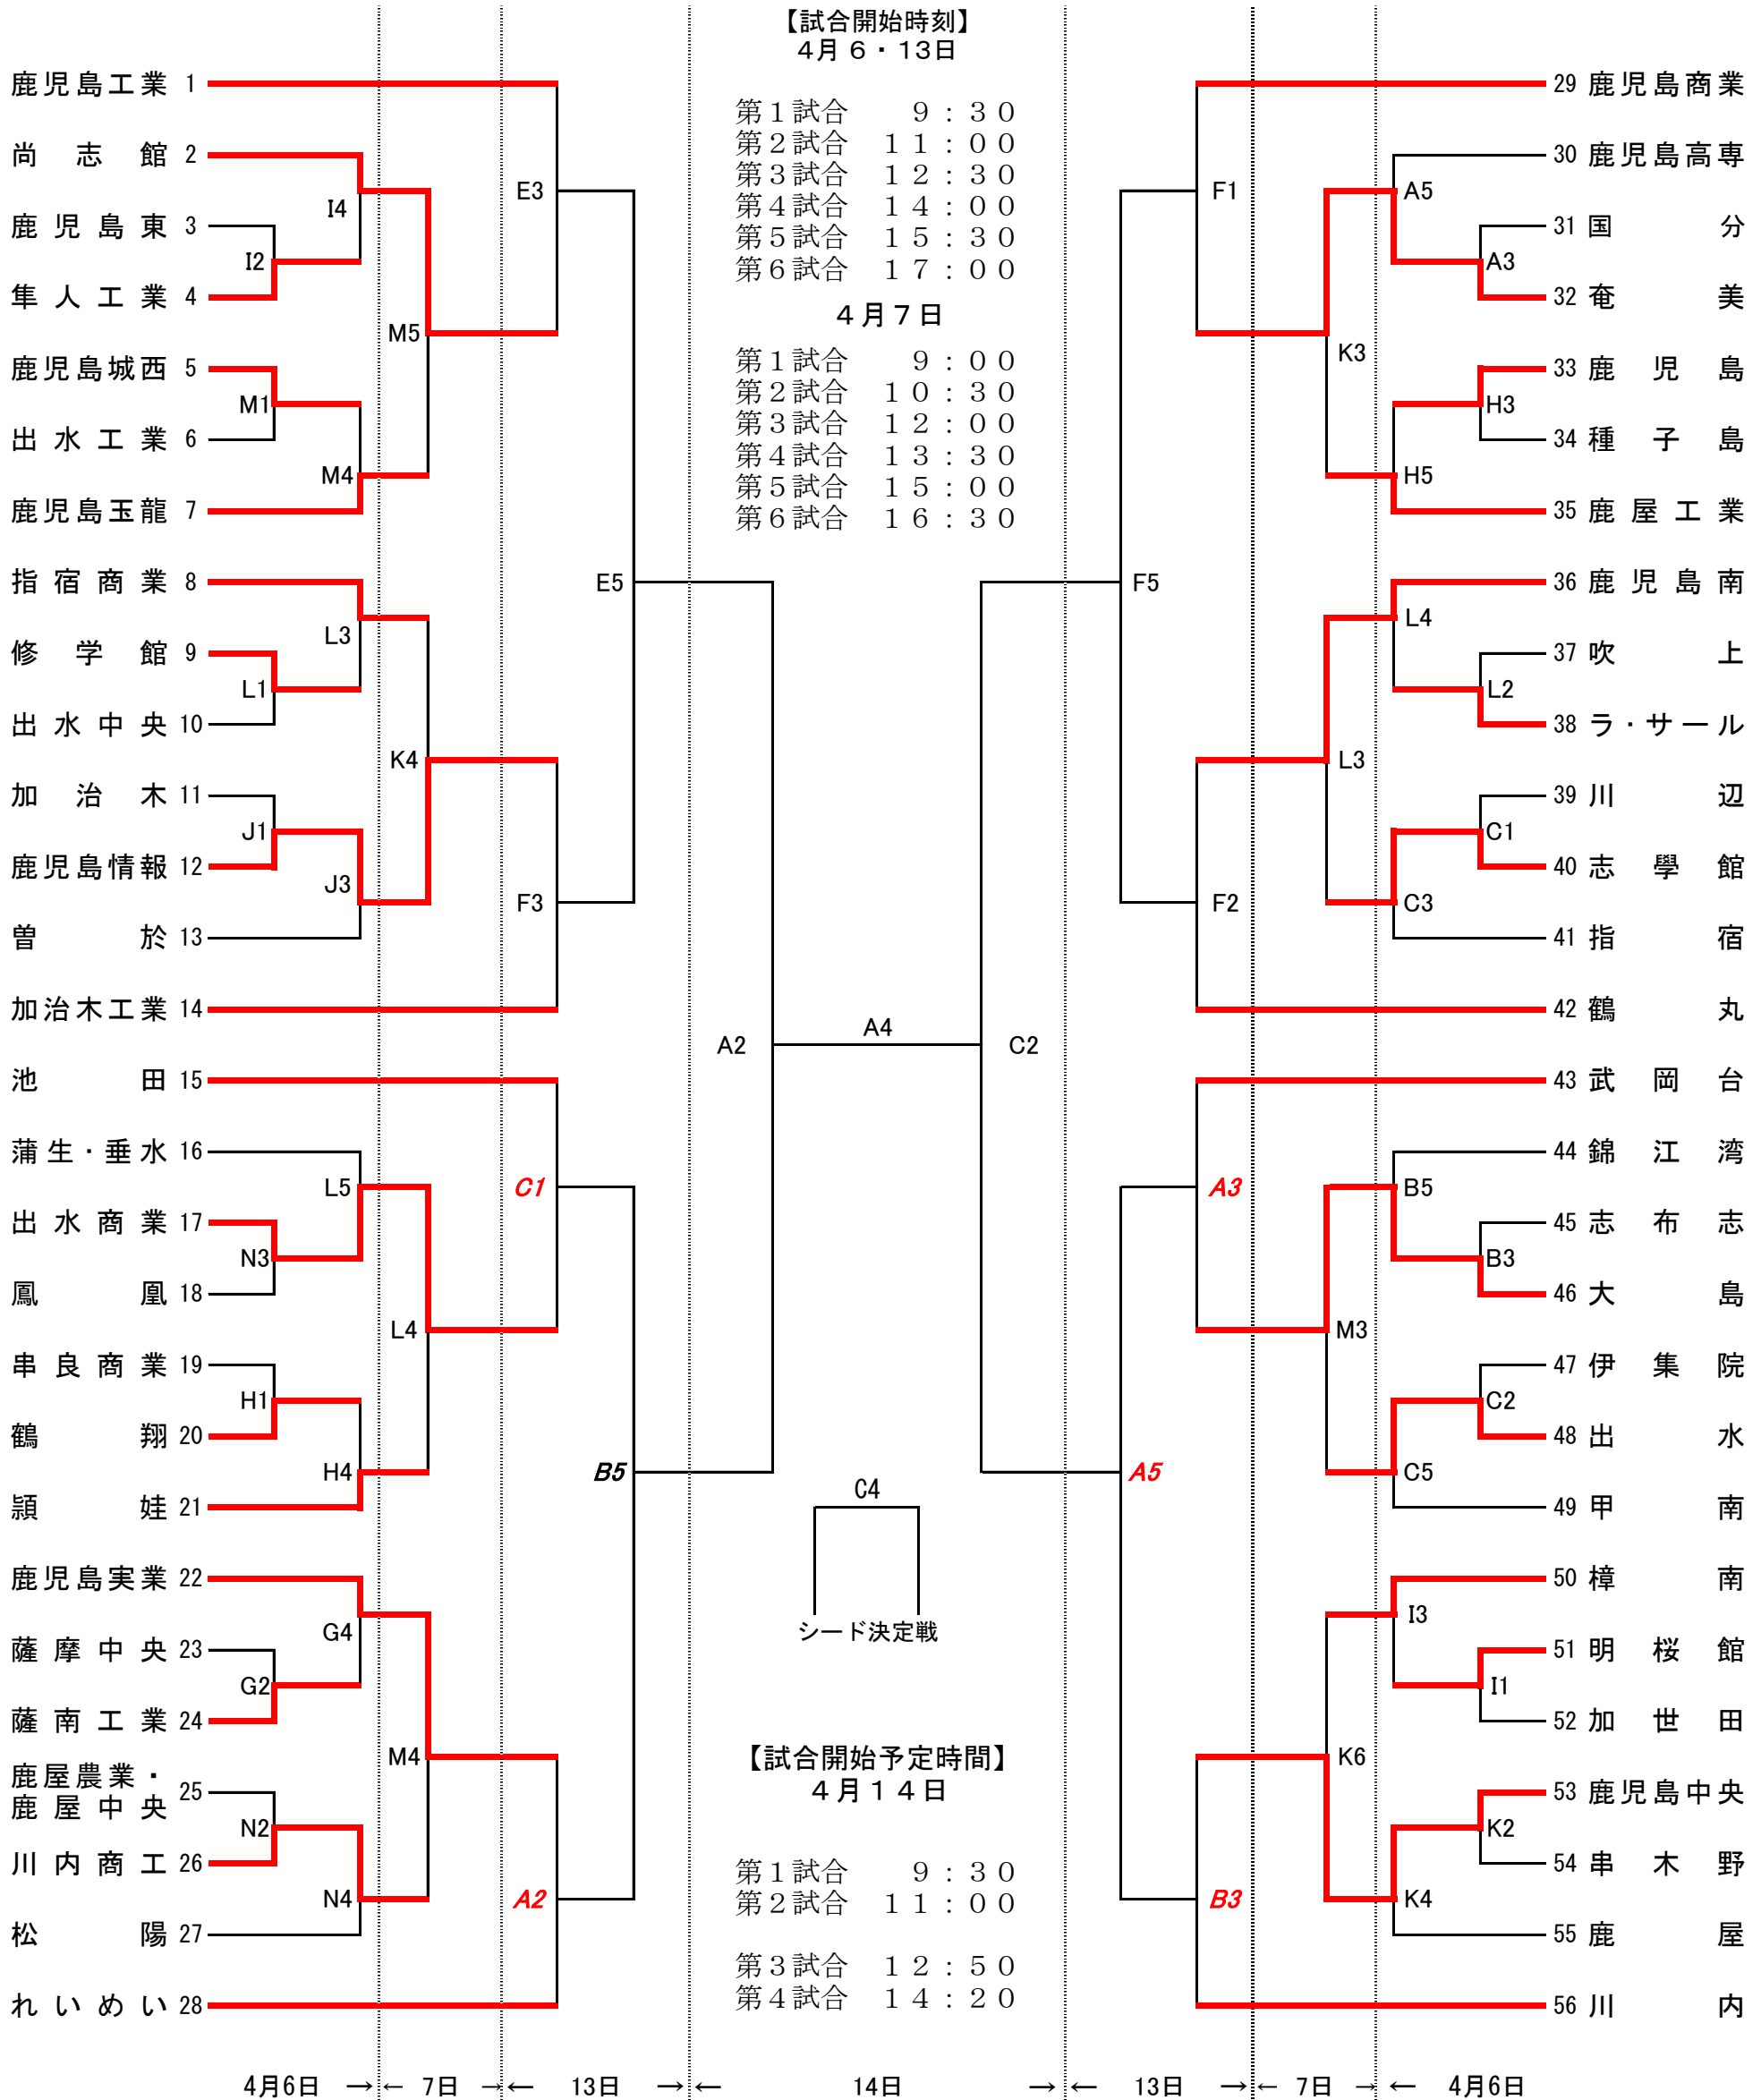 【試合開始時刻】
4月6・13日
第1試合 9:30
第2試合 11:00
第3試合 12:30
第4試合 14:00
第5試合 15:30
第6試合 17:00
4月7日
第1試合 9:00
第2試合 10:30
第3試合 12:00
第4試合 13:30
第5試合 15:00
第6試合 16:30
鹿児島工業 1
尚志館 2
鹿児島東 3
隼人工業 4
鹿児島城西 5
出水工業 6
鹿児島玉龍 7
指宿商業 8
修学館 9
出水中央 10
加治木 11
鹿児島情報 12
曽於 13
加治木工業 14
池田 15
蒲生・垂水 16
出水商業 17
鳳凰 18
串良商業 19
鶴翔 20
頴娃 21
鹿児島実業 22
薩摩中央 23
薩南工業 24
鹿屋農業・
鹿屋中央 25
川内商工 26
松陽 27
れいめい 28
I4
I2
M1
M4
L3
L1
J1
J3
L5
N3
H1
H4
G4
G2
N2
N4
M5
K4
L4
M4
E3
F3
C1
A2
E5
B5
A2
A4
C2
C4
シード決定戦
F5
A5
F1
F2
A3
B3
K3
L3
M3
K6
A5
A3
H3
H5
L4
L2
C1
C3
B5
B3
C2
C5
I3
I1
K2
K4
29 鹿児島商業
30 鹿児島高専
31 国分
32 奄美
33 鹿児島
34 種子島
35 鹿屋工業
36 鹿児島南
37 吹上
38 ラ・サール
39 川辺
40 志學館
41 指宿
42 鶴丸
43 武岡台
44 錦江湾
45 志布志
46 大島
47 伊集院
48 出水
49 甲南
50 樟南
51 明桜館
52 加世田
53 鹿児島中央
54 串木野
55 鹿屋
56 川内
【試合開始予定時間】
4月14日
第1試合 9:30
第2試合 11:00
第3試合 12:50
第4試合 14:20
4月6日 →← 7日 →← 13日 →← 14日 →← 13日 →← 7日 →← 4月6日